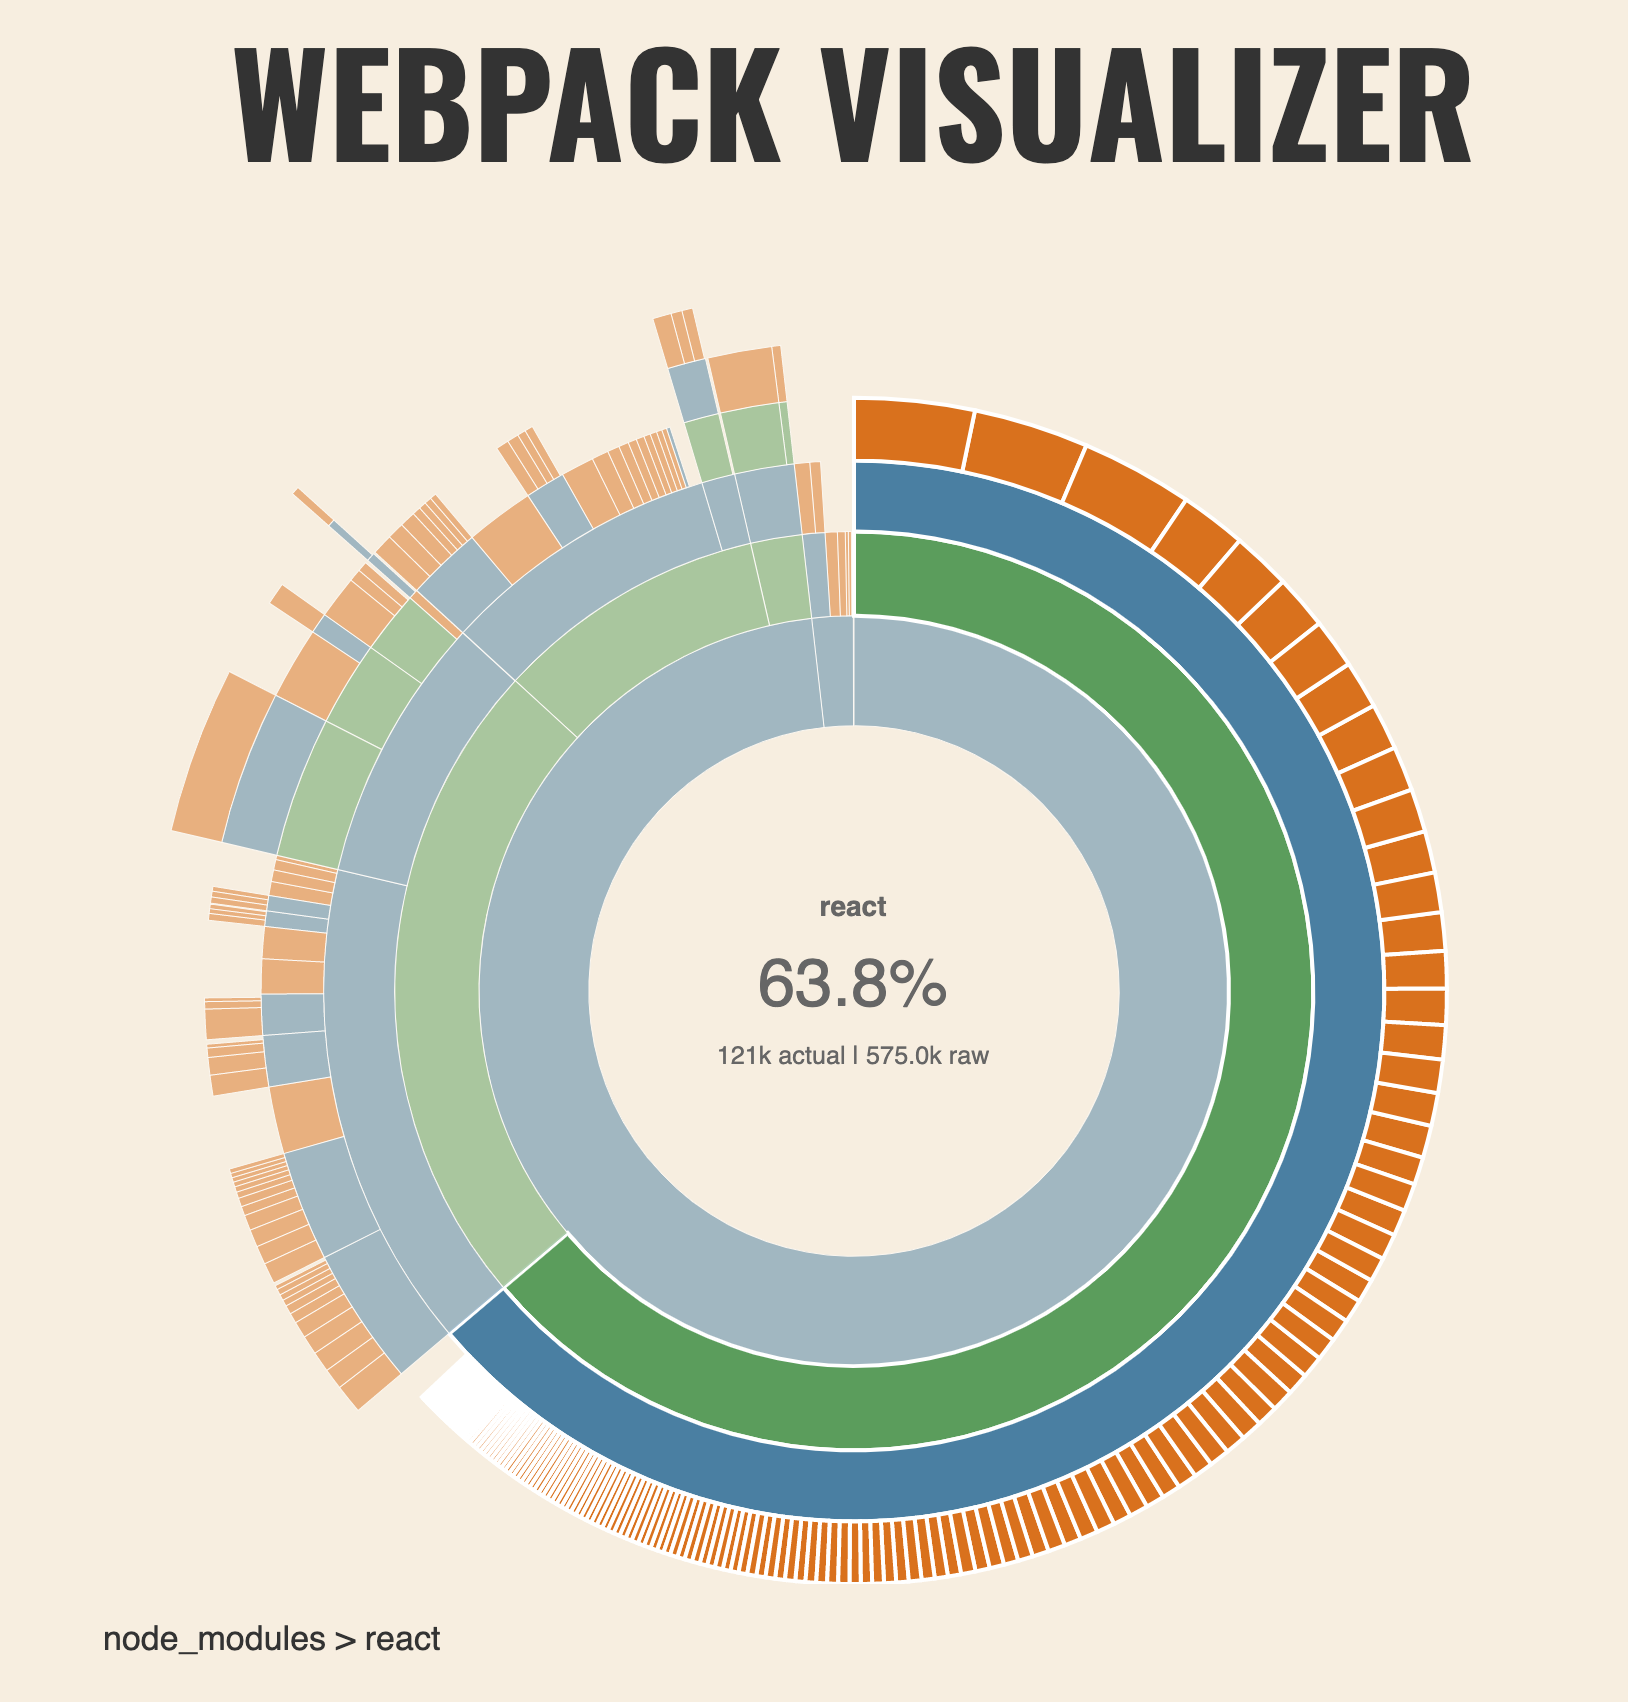 WEBPACK VISUALIZER
react
63.8%
121k actual | 575.0k raw
node_modules > react